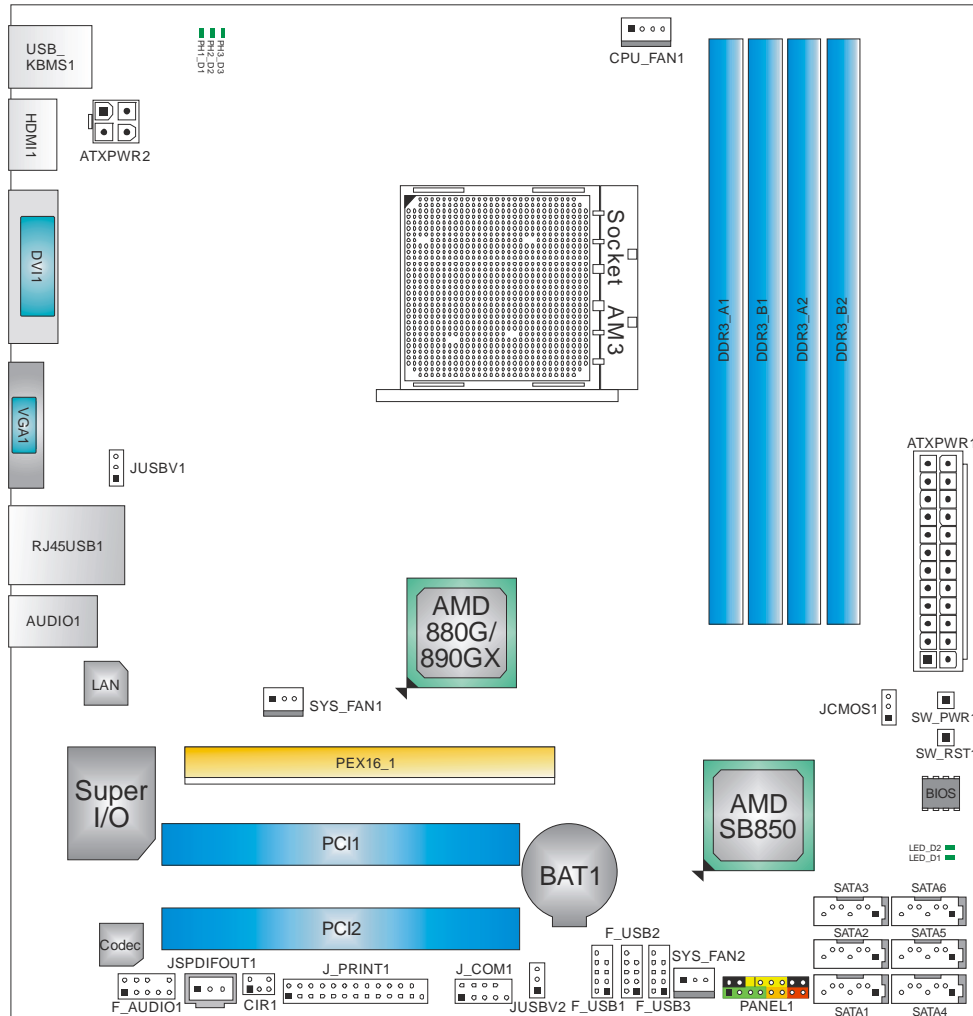 USB_
KBMS1
PH1_D1
PH2_D2
PH3_D3
CPU_FAN1
HDMI1
ATXPWR2
DVI1
Socket AM3
DDR3_A1
DDR3_B1
DDR3_A2
DDR3_B2
VGA1
JUSBV1
ATXPWR1
RJ45USB1
AUDIO1
AMD
880G/
890GX
LAN
SYS_FAN1
JCMOS1
SW_PWR1
SW_RST1
PEX16_1
Super
I/O
AMD
SB850
BIOS
PCI1
BAT1
LED_D2
LED_D1
SATA3
SATA6
PCI2
Codec
F_USB2
SATA2
SATA5
JSPDIFOUT1
J_PRINT1
J_COM1
SYS_FAN2
F_AUDIO1
CIR1
JUSBV2
F_USB1
F_USB3
PANEL1
SATA1
SATA4